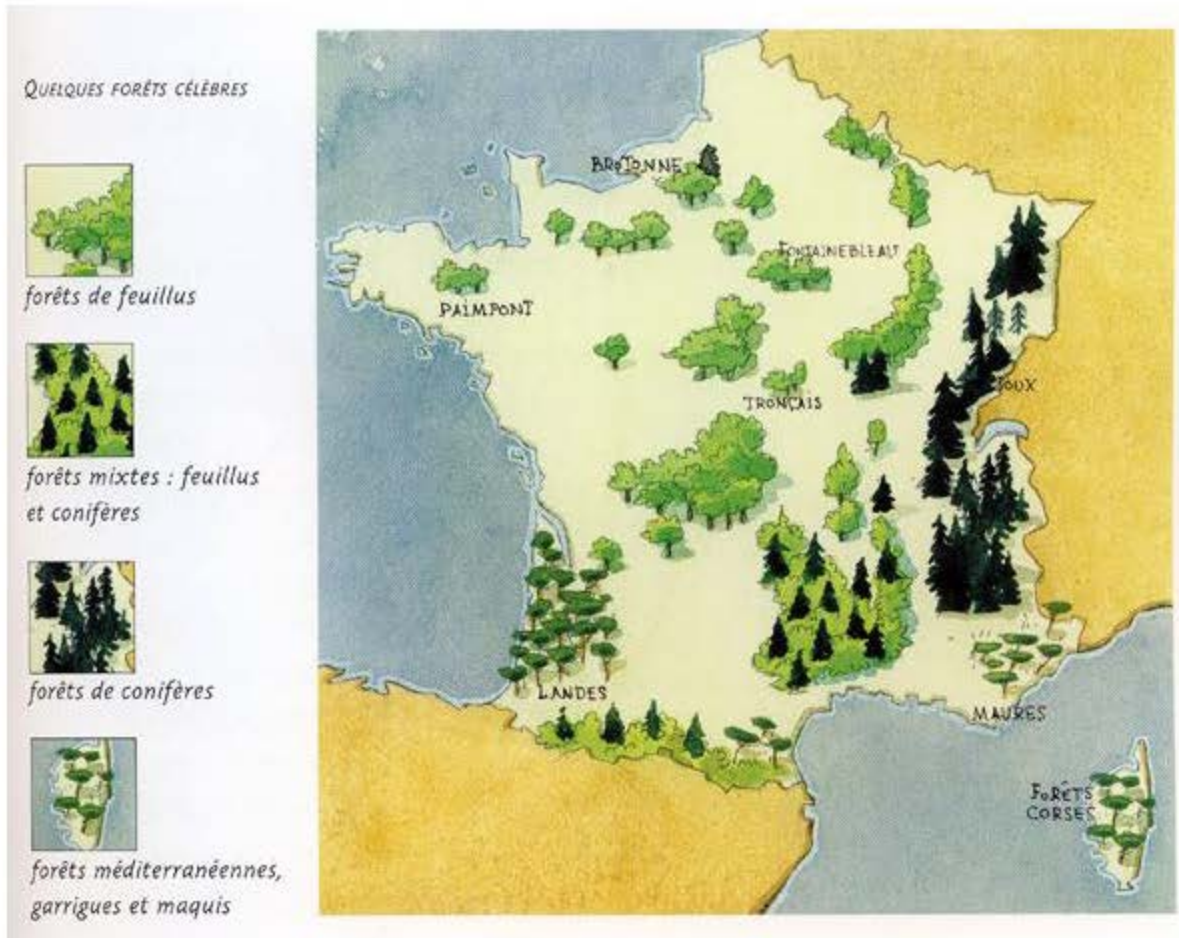 QUELQUES FORÊTS CÉLÈBRES
forêts de feuillus
forêts mixtes : feuillus
et conifères
forêts de conifères
forêts méditerranéennes,
garrigues et maquis
BROTONNE
FONTAINEBLEAU
PAIMPONT
TRONÇAIS
JOUX
LANDES
MAURES
FORÊTS
CORSES